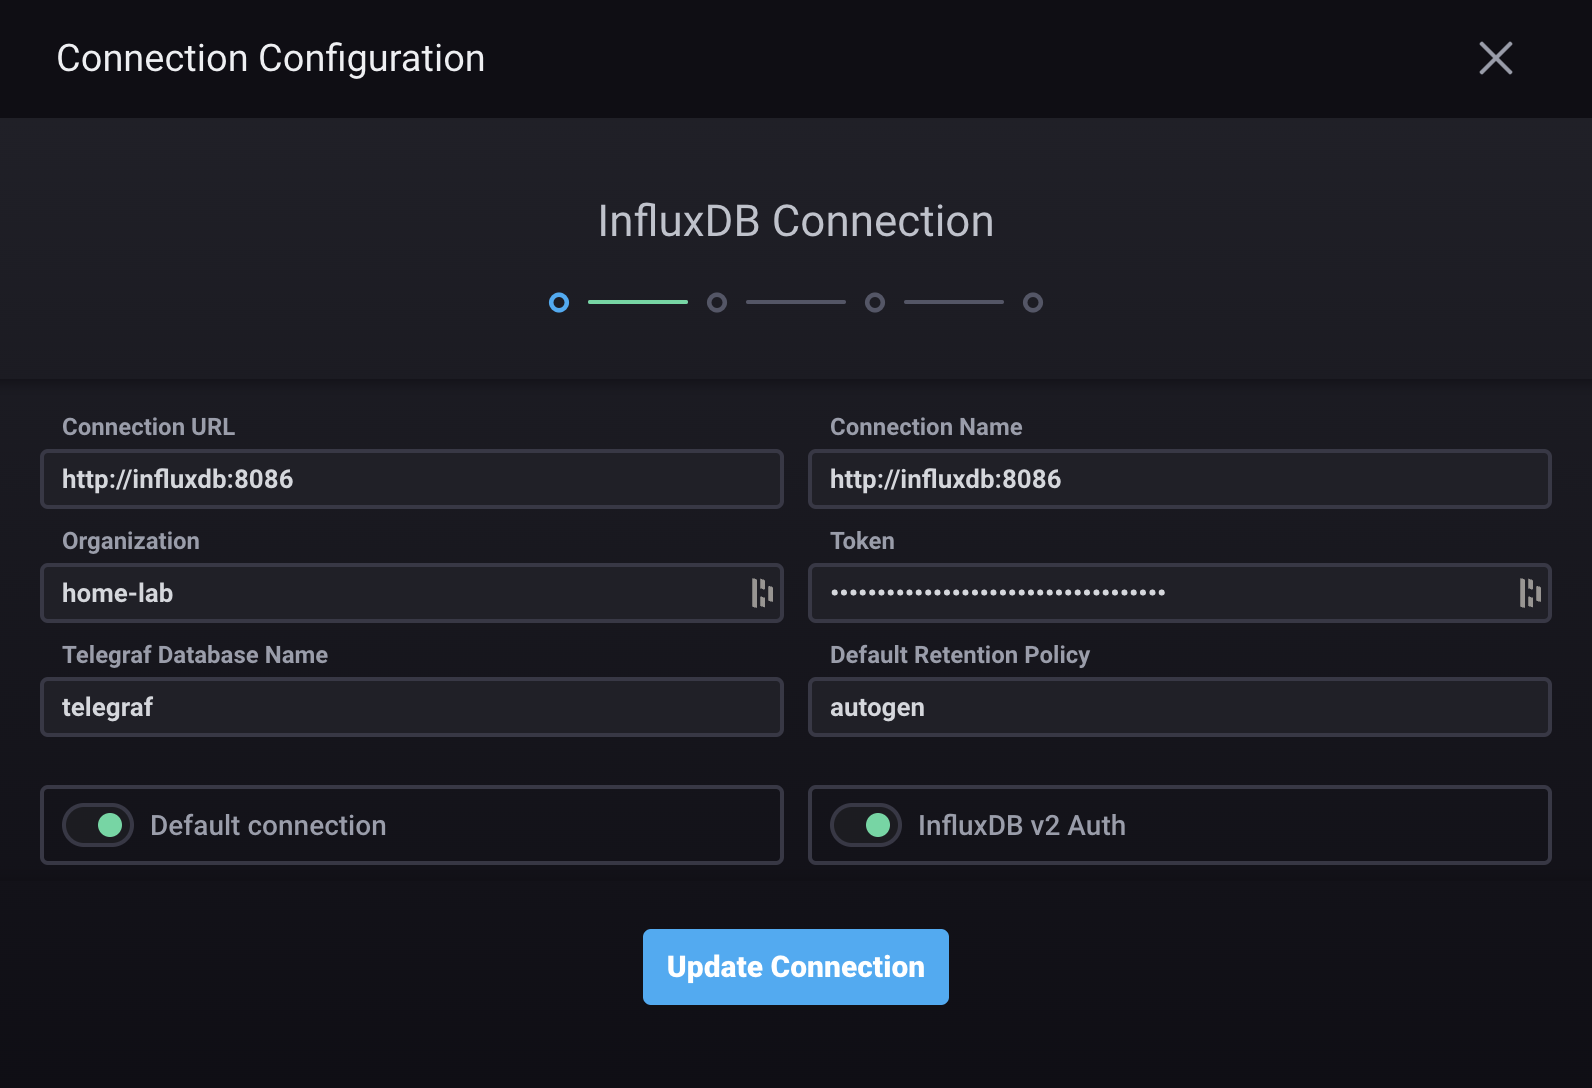 Connection Configuration
InfluxDB Connection
Connection URL
http://influxdb:8086
Connection Name
http://influxdb:8086
Organization
home-lab
Token
••••••••••••••••••••••••••••••••••••
Telegraf Database Name
telegraf
Default Retention Policy
autogen
Default connection
InfluxDB v2 Auth
Update Connection